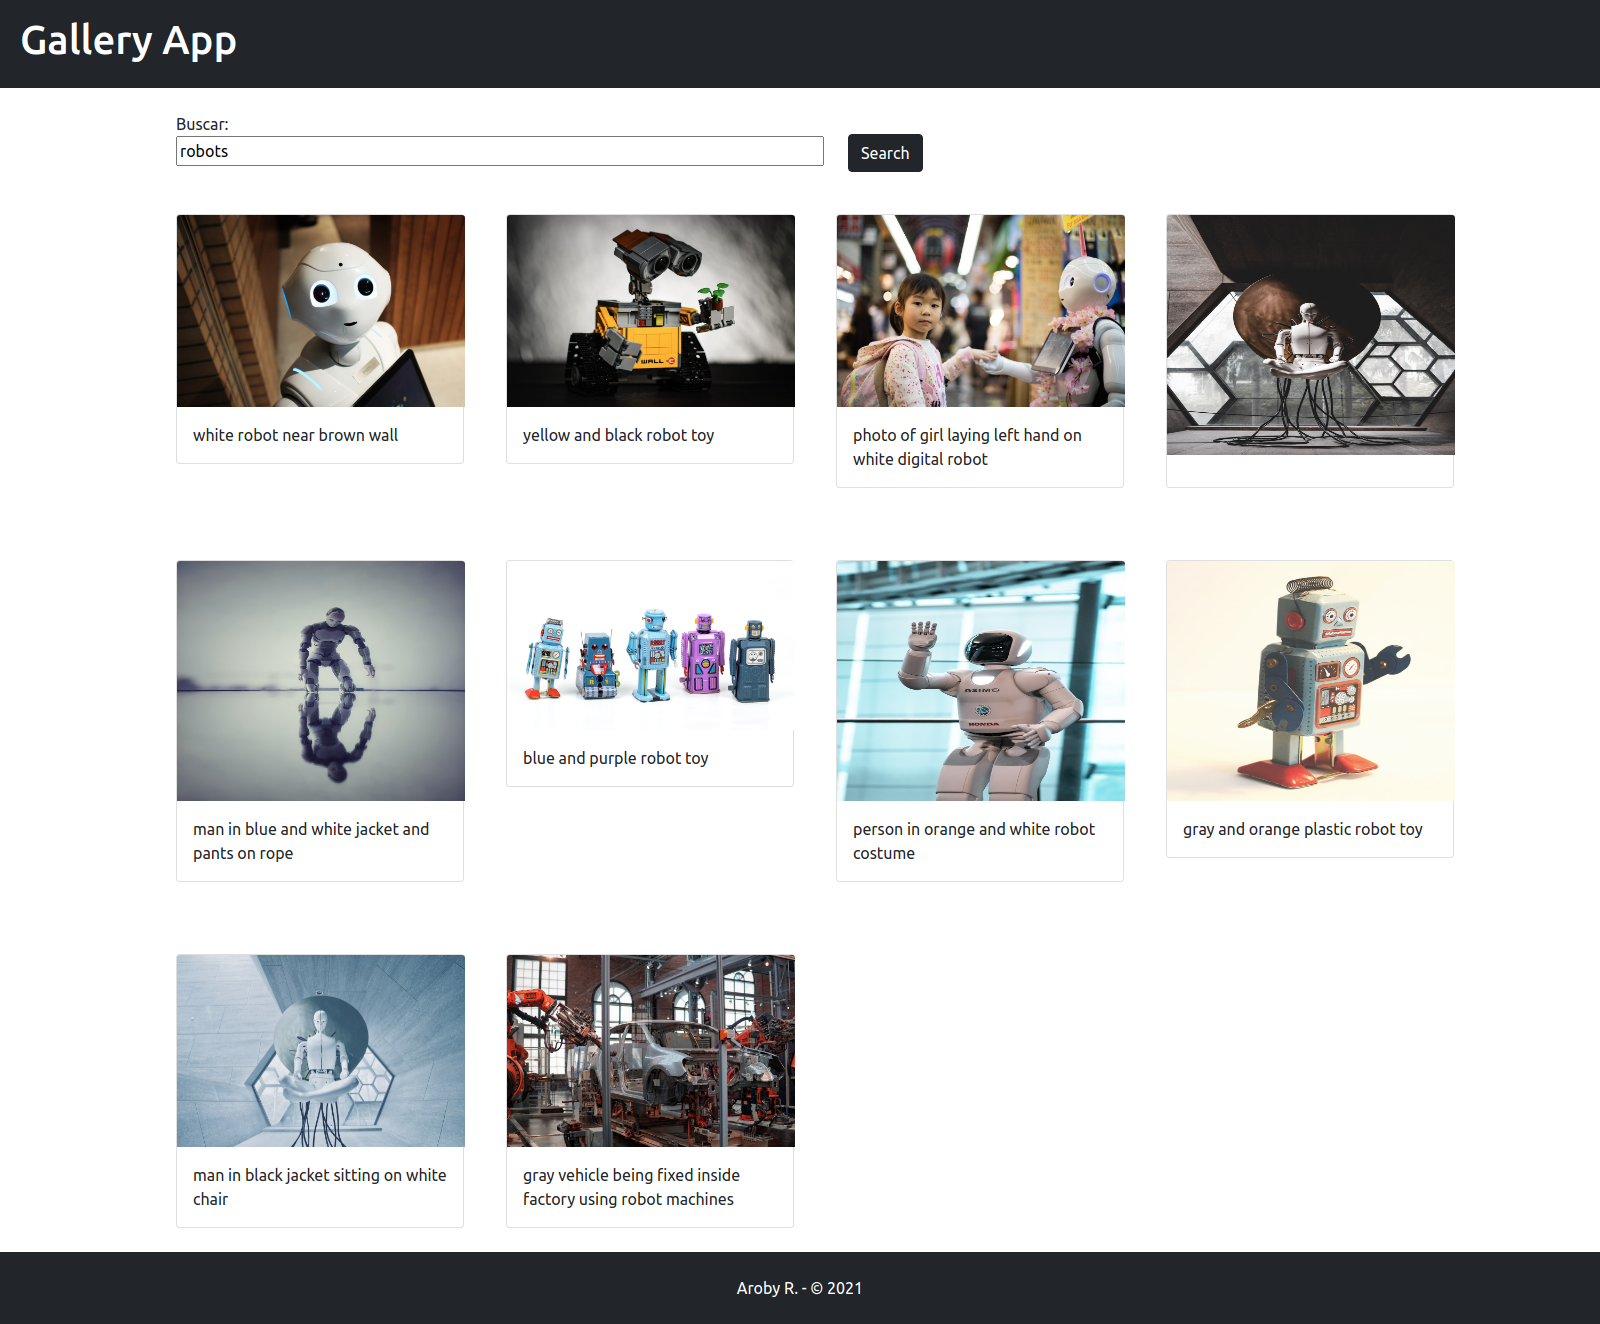 Gallery App
Buscar:
robots
Search
WALL•E
white robot near brown wall
yellow and black robot toy
photo of girl laying left hand on
white digital robot
ASIMO
HONDA
man in blue and white jacket and
pants on rope
blue and purple robot toy
person in orange and white robot
costume
gray and orange plastic robot toy
man in black jacket sitting on white
chair
gray vehicle being fixed inside
factory using robot machines
Aroby R. - © 2021